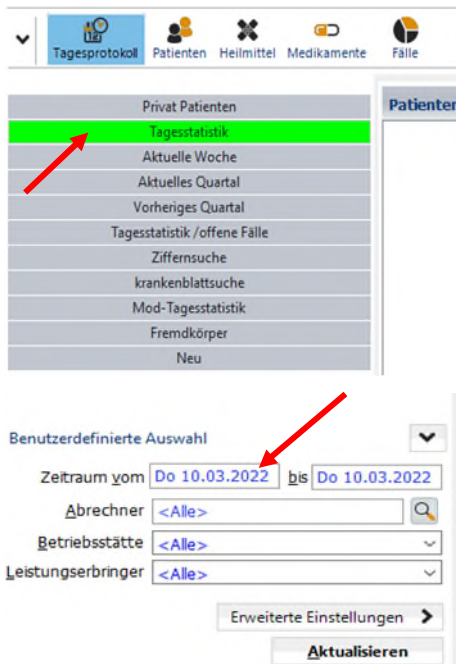 Tagesprotokoll Patienten Heilmittel Medikamente Fälle
Privat Patienten
Patienten
Tagesstatistik
Aktuelle Woche
Aktuelles Quartal
Vorheriges Quartal
Tagesstatistik /offene Fälle
Ziffernsuche
krankenblattsuche
Mod-Tagesstatistik
Fremdkörper
Neu
Benutzerdefinierte Auswahl
Zeitraum vom Do 10.03.2022 bis Do 10.03.2022
Abrechner <Alle>
Betriebsstätte <Alle>
Leistungserbringer <Alle>
Erweiterte Einstellungen
Aktualisieren